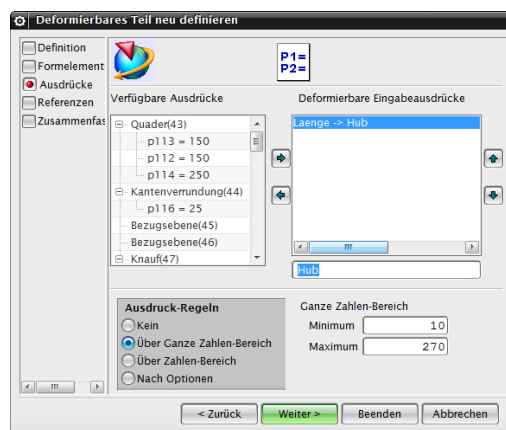 Deformierbares Teil neu definieren
Definition
Formelement
Ausdrücke
Referenzen
Zusammenfas
P1=
P2=
Verfügbare Ausdrücke
Deformierbare Eingabeausdrücke
Quader(43)
p113 = 150
p112 = 150
p114 = 250
Kantenverrundung(44)
p116 = 25
Bezugsebene(45)
Bezugsebene(46)
Knauf(47)
Laenge -> Hub
Hub
Ausdruck-Regeln
Kein
Über Ganze Zahlen-Bereich
Über Zahlen-Bereich
Nach Optionen
Ganze Zahlen-Bereich
Minimum 10
Maximum 270
< Zurück Weiter > Beenden Abbrechen